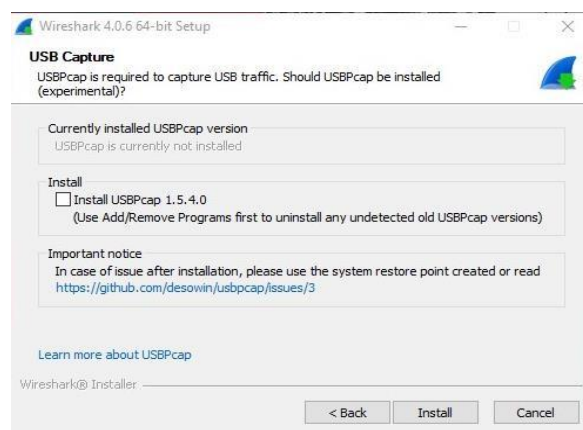 Wireshark 4.0.6 64-bit Setup
USB Capture
USBPcap is required to capture USB traffic. Should USBPcap be installed
(experimental)?
Currently installed USBPcap version
USBPcap is currently not installed
Install
Install USBPcap 1.5.4.0
(Use Add/Remove Programs first to uninstall any undetected old USBPcap versions)
Important notice
In case of issue after installation, please use the system restore point created or read
https://github.com/desowin/usbpcap/issues/3
Learn more about USBPcap
Wireshark® Installer
< Back Install Cancel